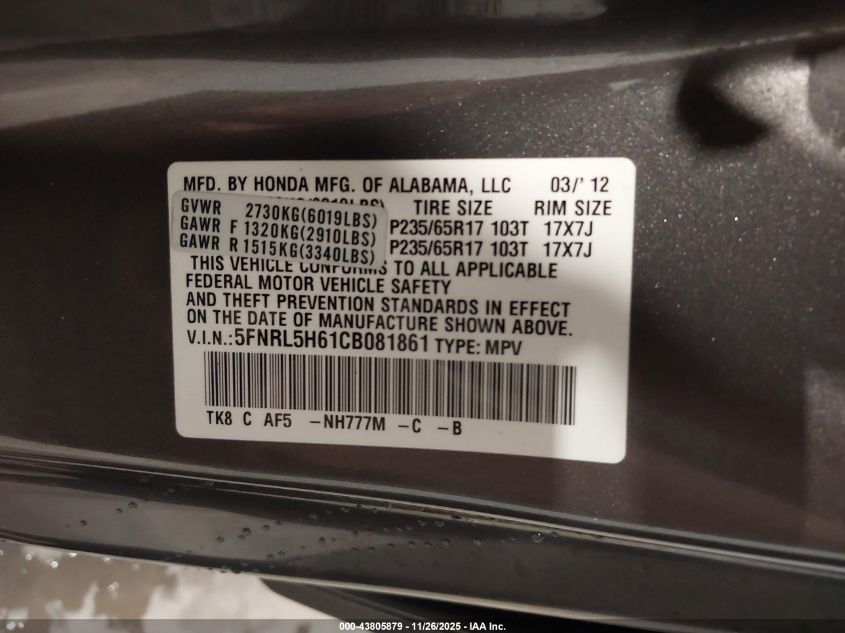 MFD. BY HONDA MFG. OF ALABAMA, LLC 03/' 12
GVWR 2730KG(6019LBS) TIRE SIZE RIM SIZE
GAWR F 1320KG(2910LBS) P235/65R17 103T 17X7J
GAWR R 1515KG(3340LBS) P235/65R17 103T 17X7J
THIS VEHICLE CONFORMS TO ALL APPLICABLE
FEDERAL MOTOR VEHICLE SAFETY
AND THEFT PREVENTION STANDARDS IN EFFECT
ON THE DATE OF MANUFACTURE SHOWN ABOVE.
V.I.N.:5FNRL5H61CB081861 TYPE: MPV
TK8 C AF5 -NH777M -C -B
000-43805879 - 11/26/2025 - IAA Inc.